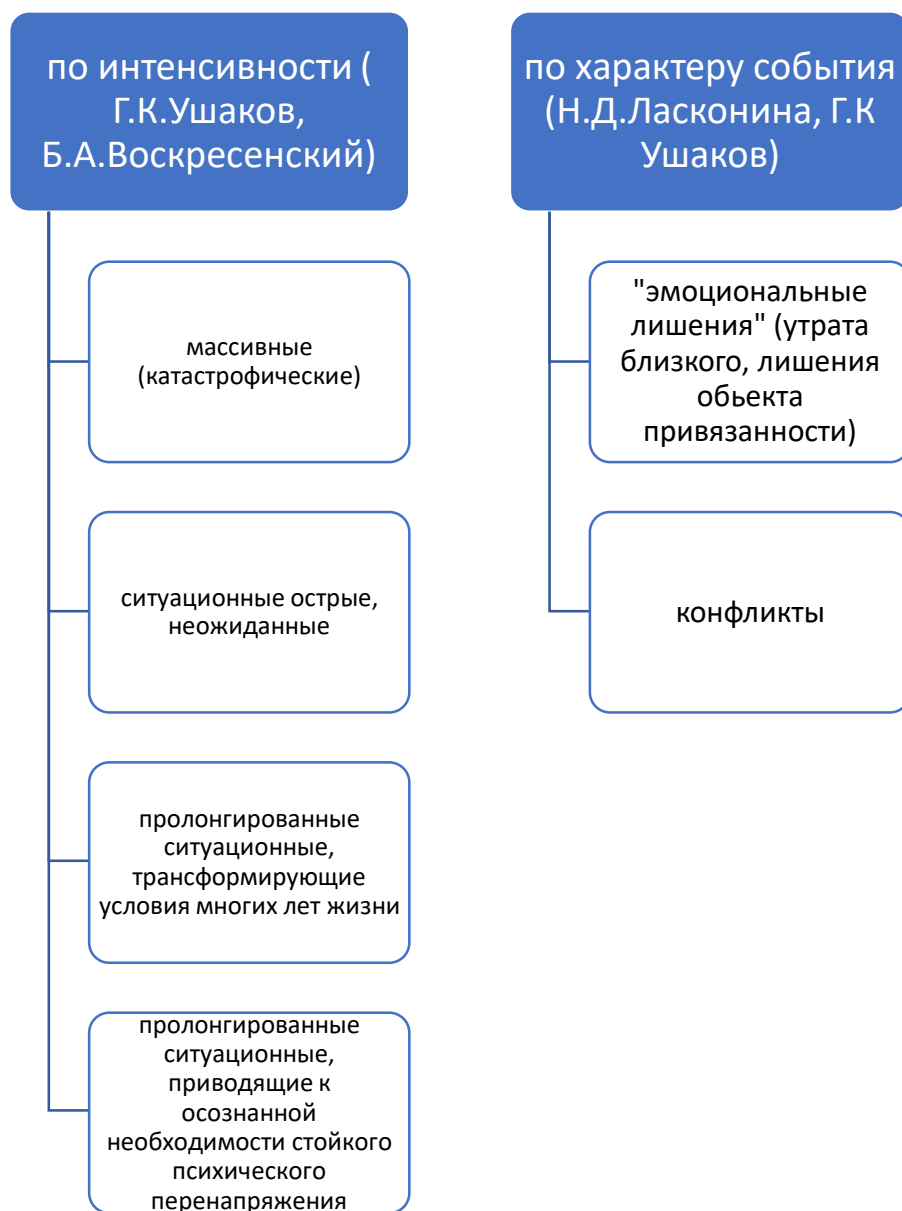 по интенсивности (
Г.К.Ушаков,
Б.А.Воскресенский)
массивные
(катастрофические)
ситуационные острые,
неожиданные
пролонгированные
ситуационные,
трансформирующие
условия многих лет жизни
пролонгированные
ситуационные,
приводящие к
осознанной
необходимости стойкого
психического
перенапряжения
по характеру события
(Н.Д.Ласконина, Г.К
Ушаков)
"эмоциональные
лишения" (утрата
близкого, лишения
обьекта
привязанности)
конфликты